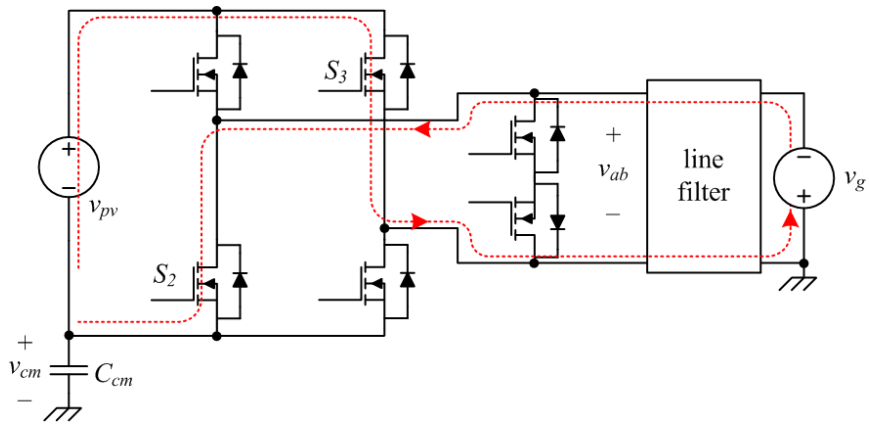 S3
+
−
vpv
+
vab
−
line
filter
−
+
vg
S2
+
vcm
−
Ccm